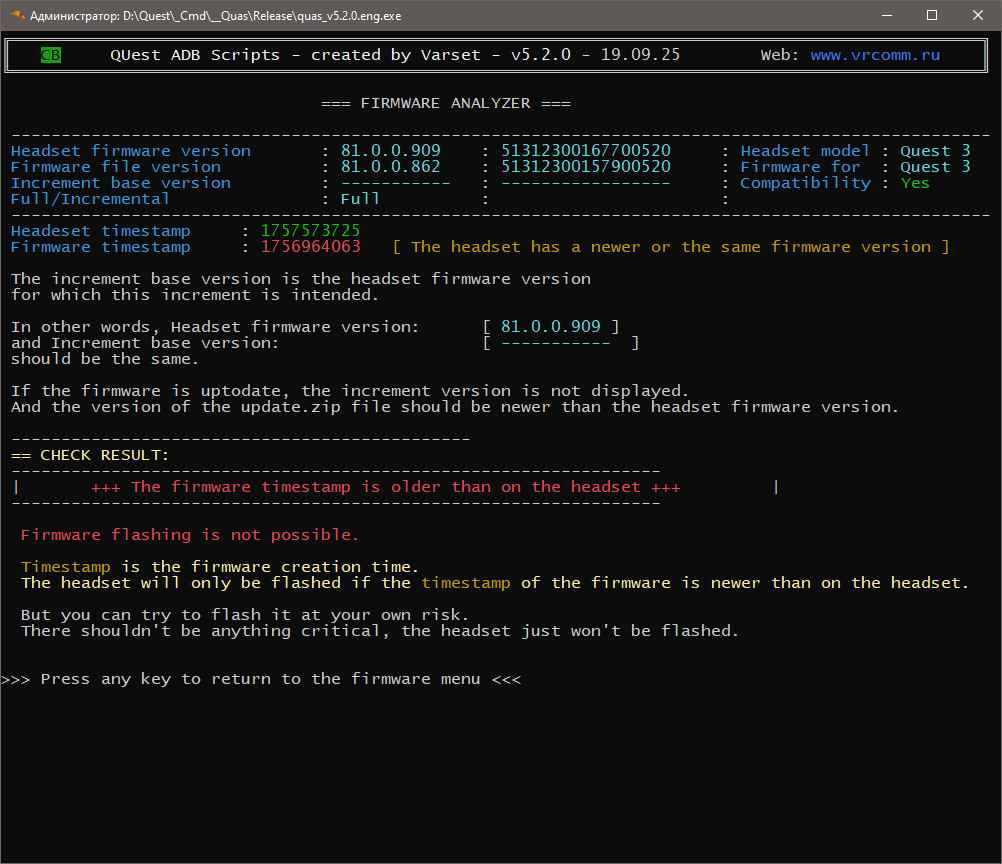 Администратор: D:\Quest\_Cmd\__Quas\Release\quas_v5.2.0.eng.exe
CB QUest ADB Scripts - created by Varset - v5.2.0 - 19.09.25 Web: www.vrcomm.ru
=== FIRMWARE ANALYZER ===
--------------------------------------------------------------------------------------------------
Headset firmware version : 81.0.0.909 : 51312300167700520 : Headset model : Quest 3
Firmware file version : 81.0.0.862 : 51312300157900520 : Firmware for : Quest 3
Increment base version : ----------- : ----------------- : Compatibility : Yes
Full/Incremental : Full : :
--------------------------------------------------------------------------------------------------
Headeset timestamp : 1757573725
Firmware timestamp : 1756964063 [ The headset has a newer or the same firmware version ]
The increment base version is the headset firmware version
for which this increment is intended.
In other words, Headset firmware version: [ 81.0.0.909 ]
and Increment base version: [ ----------- ]
should be the same.
If the firmware is uptodate, the increment version is not displayed.
And the version of the update.zip file should be newer than the headset firmware version.
----------------------------------------------
== CHECK RESULT:
-----------------------------------------------------------------
| +++ The firmware timestamp is older than on the headset +++ |
-----------------------------------------------------------------
Firmware flashing is not possible.
Timestamp is the firmware creation time.
The headset will only be flashed if the timestamp of the firmware is newer than on the headset.
But you can try to flash it at your own risk.
There shouldn't be anything critical, the headset just won't be flashed.
>>> Press any key to return to the firmware menu <<<